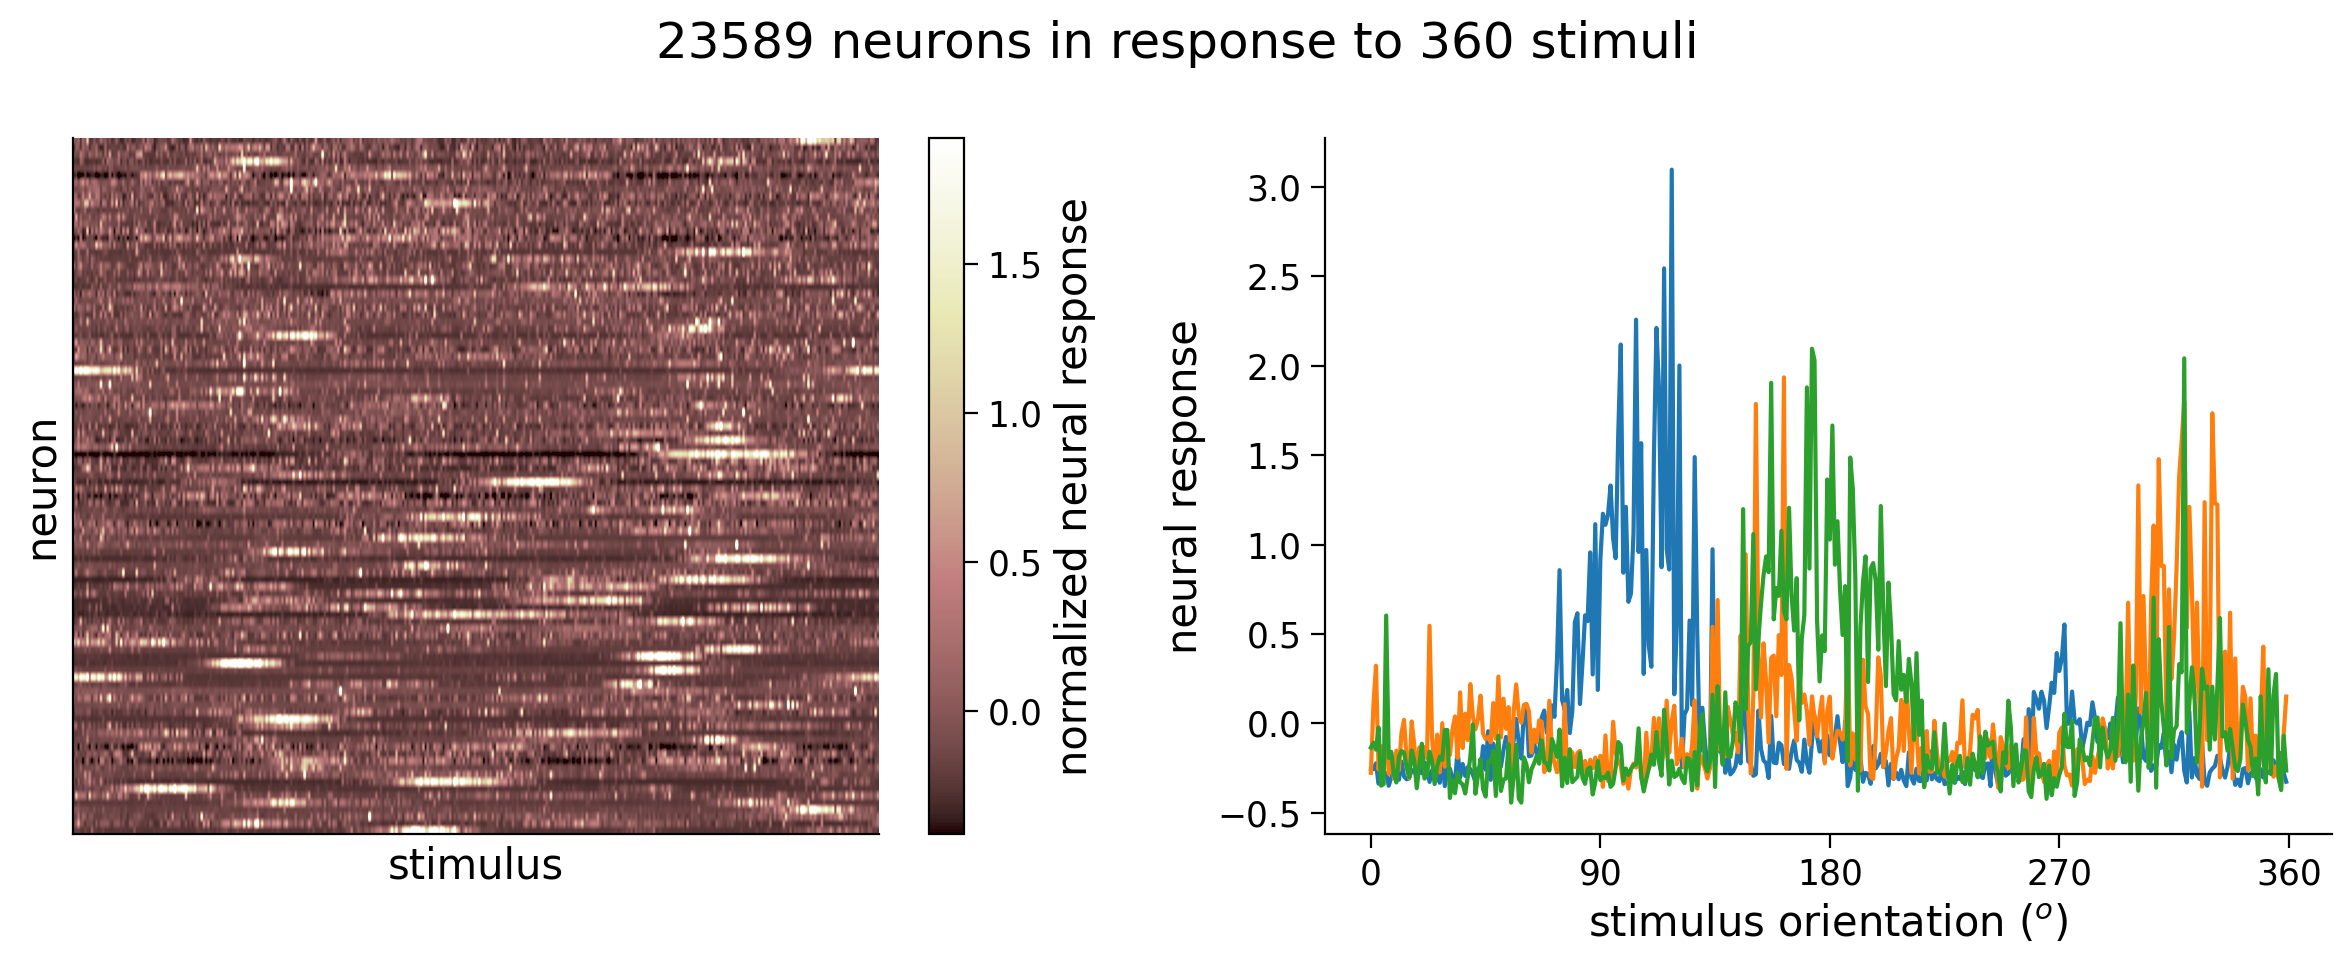 23589 neurons in response to 360 stimuli
neuron
stimulus
1.5
1.0
0.5
0.0
normalized neural response
neural response
3.0
2.5
2.0
1.5
1.0
0.5
0.0
−0.5
0 90 180 270 360
stimulus orientation (o)